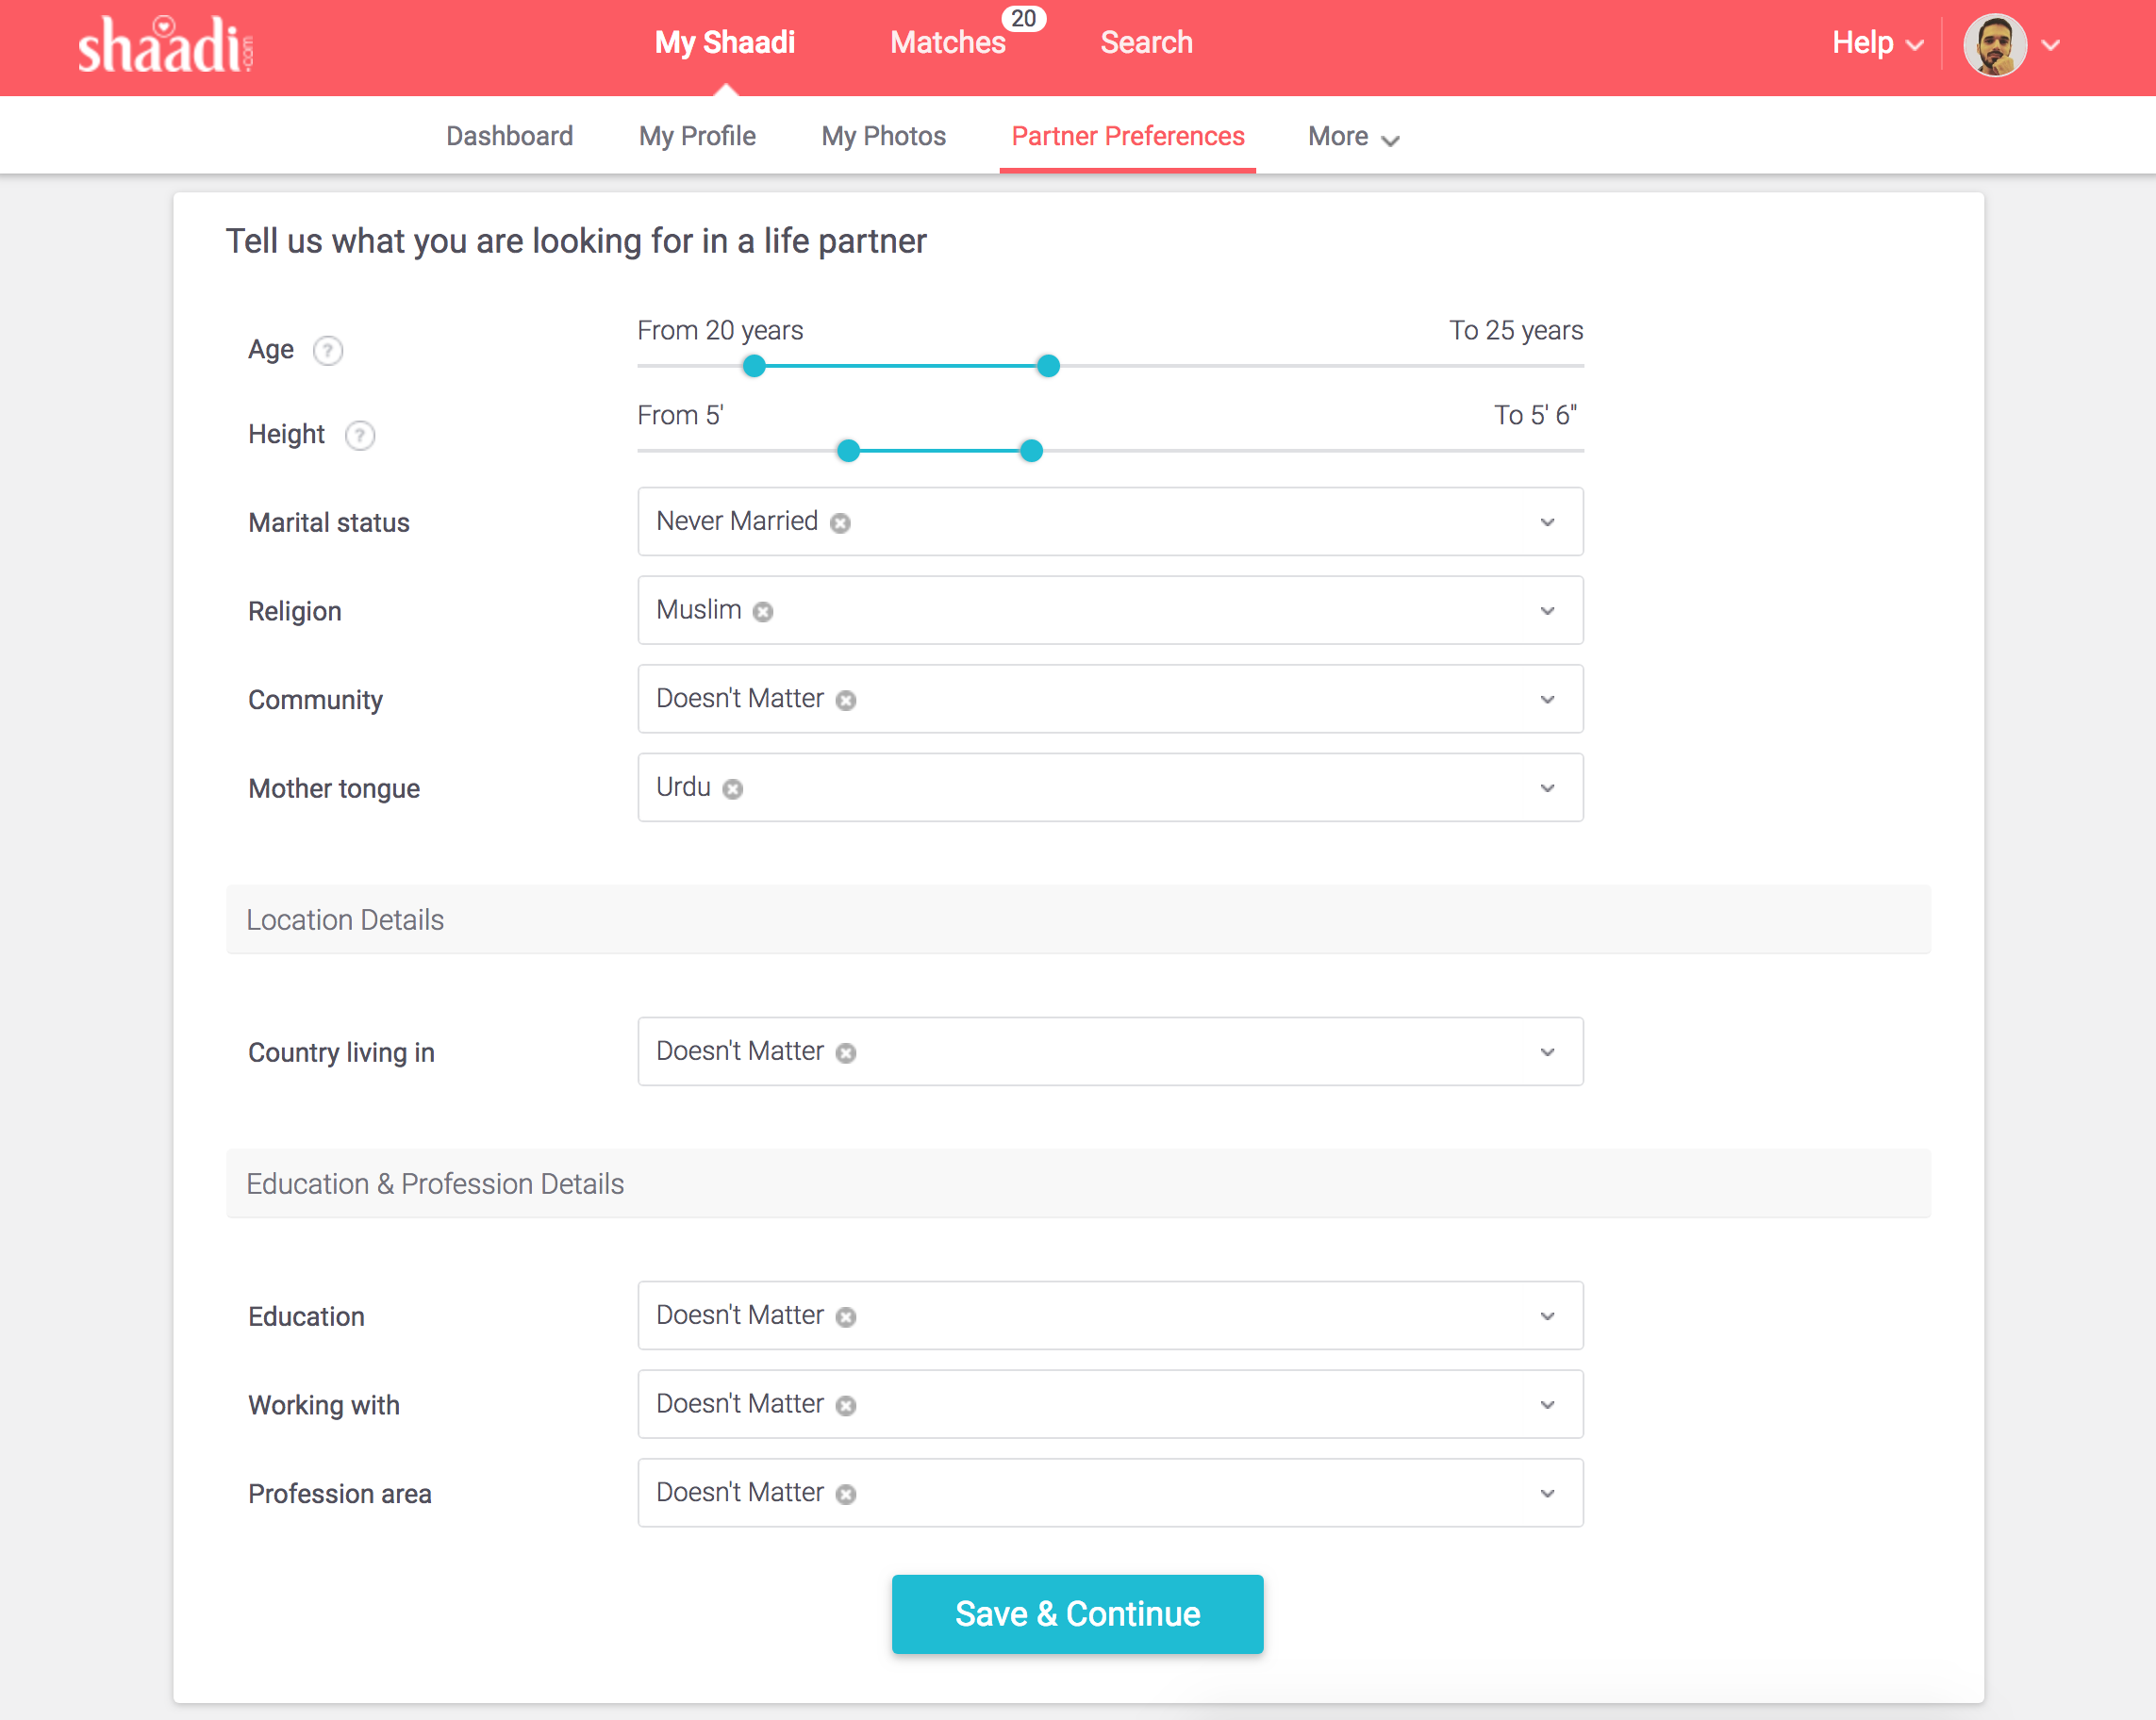 shaadi.com
My Shaadi Matches 20 Search Help
Dashboard My Profile My Photos Partner Preferences More
Tell us what you are looking for in a life partner
Age ? From 20 years To 25 years
Height ? From 5' To 5' 6"
Marital status Never Married
Religion Muslim
Community Doesn't Matter
Mother tongue Urdu
Location Details
Country living in Doesn't Matter
Education & Profession Details
Education Doesn't Matter
Working with Doesn't Matter
Profession area Doesn't Matter
Save & Continue